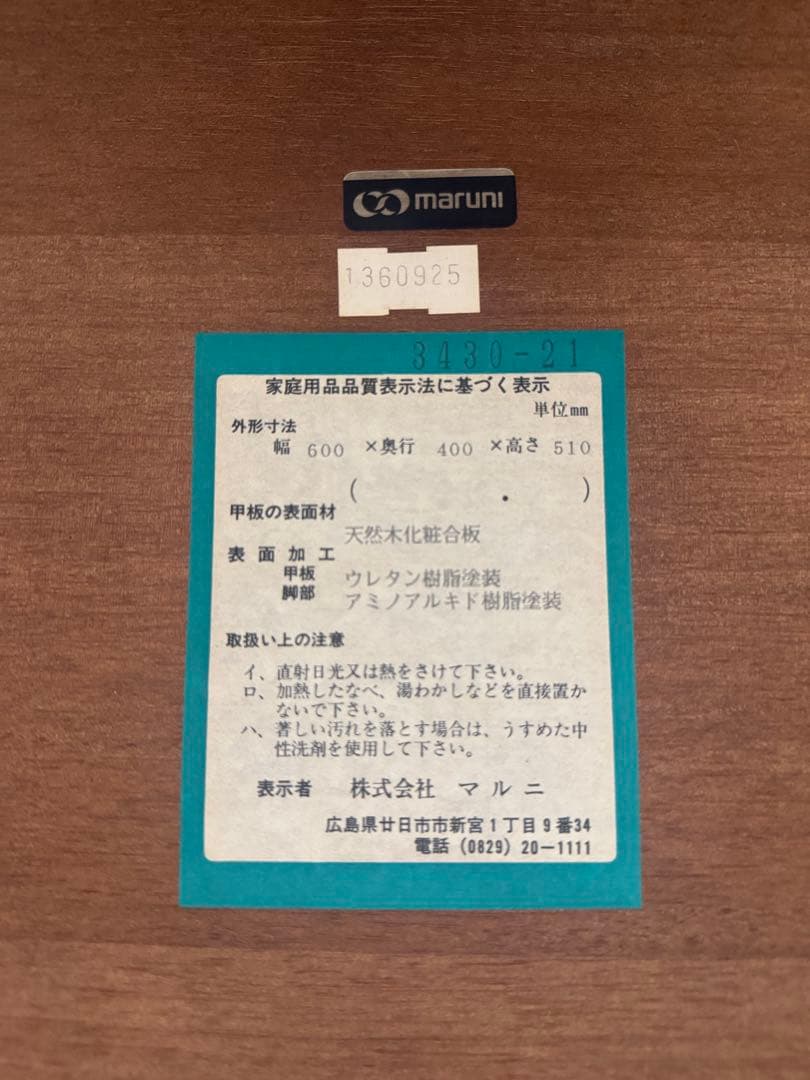 maruni
1360925
3430-21
家庭用品品質表示法に基づく表示
単位mm
外形寸法
幅 600 ×奥行 400 ×高さ 510
( . )
甲板の表面材
天然木化粧合板
表面加工
甲板 ウレタン樹脂塗装
脚部 アミノアルキド樹脂塗装
取扱い上の注意
イ、直射日光又は熱をさけて下さい。
ロ、加熱したなべ、湯わかしなどを直接置か
ないで下さい。
ハ、著しい汚れを落とす場合は、うすめた中
性洗剤を使用して下さい。
表示者 株式会社 マルニ
広島県廿日市市新宮1丁目9番34
電話 (0829) 20-1111